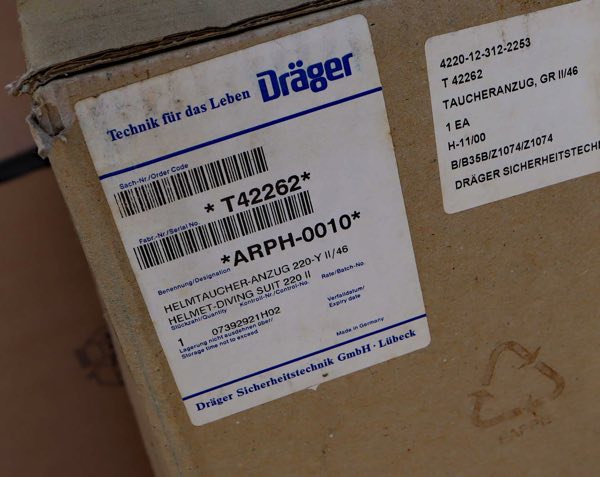 Technik für das Leben Dräger
Sach-Nr./Order Code
*T42262*
Fabr.-Nr./Serial No.
*ARPH-0010*
Benennung/Designation
HELMTAUCHER-ANZUG 220-Y II/46
HELMET-DIVING SUIT 220 II
Stückzahl/Quantity Kontroll-Nr./Control-No. Rate/Batch-No.
1 07392921H02
Verfalldatum/
Expiry date
Lagerung nicht ausdehnen über/
Storage time not to exceed
Made in Germany
Dräger Sicherheitstechnik GmbH · Lübeck
4220-12-312-2253
T 42262
TAUCHERANZUG, GR II/46
1 EA
H-11/00
B/B35B/Z1074/Z1074
DRÄGER SICHERHEITSTECH